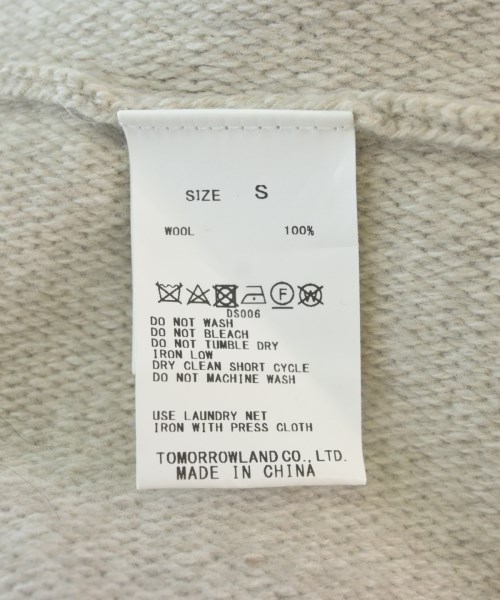 SIZE S
WOOL 100%
F W
DS006
DO NOT WASH
DO NOT BLEACH
DO NOT TUMBLE DRY
IRON LOW
DRY CLEAN SHORT CYCLE
DO NOT MACHINE WASH
USE LAUNDRY NET
IRON WITH PRESS CLOTH
TOMORROWLAND CO., LTD.
MADE IN CHINA